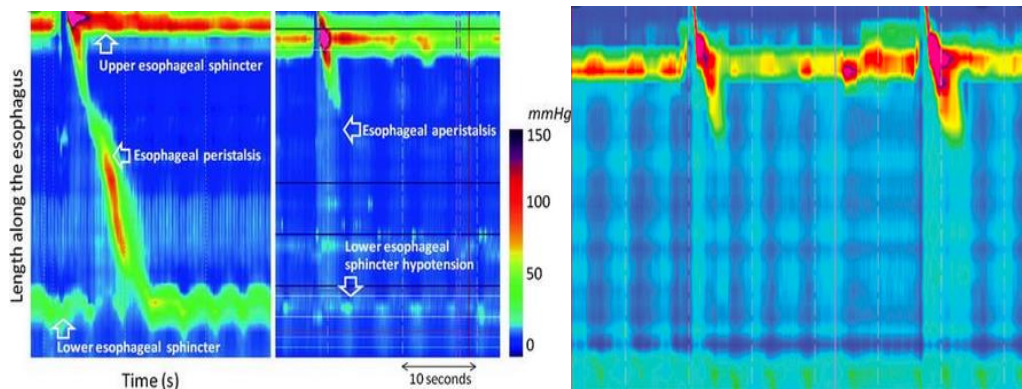 Length along the esophagus
Upper esophageal sphincter
Esophageal peristalsis
Lower esophageal sphincter
Time (s)
Esophageal aperistalsis
Lower esophageal
sphincter hypotension
10 seconds
mmHg
150
100
50
0